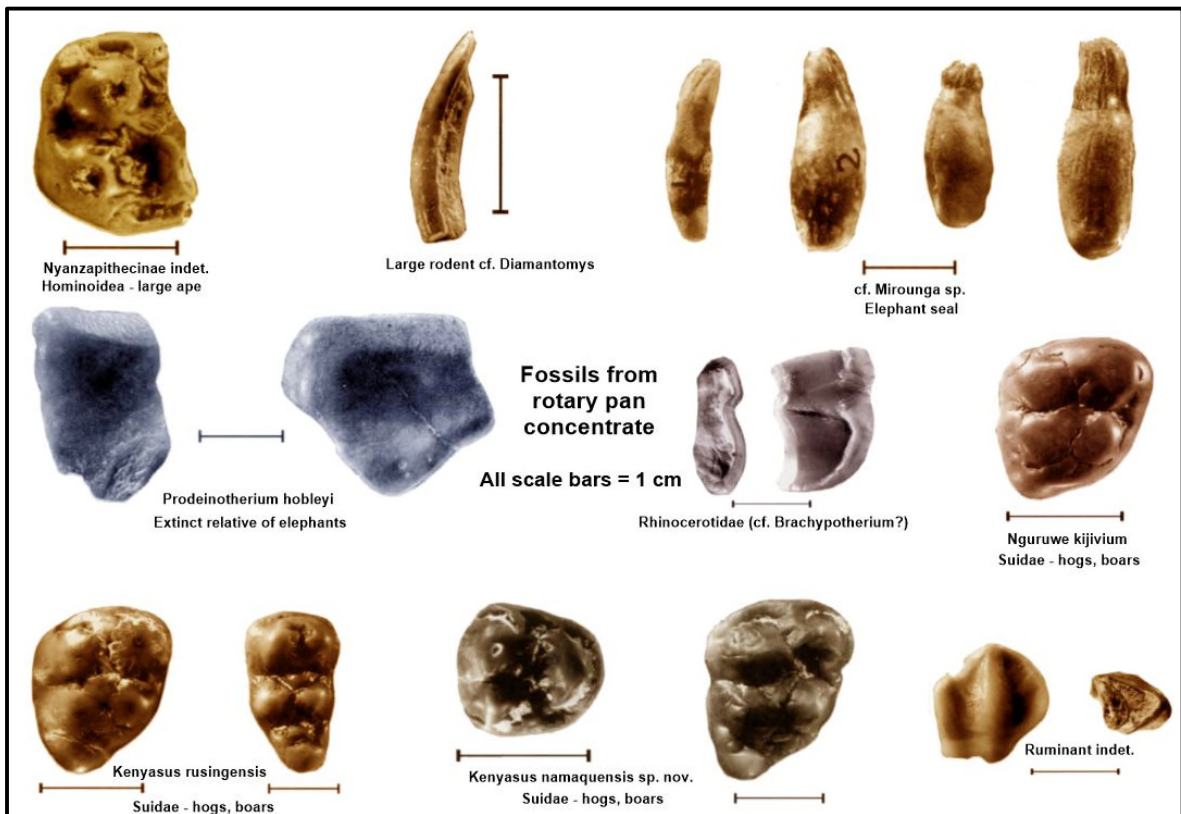 Nyanzapithecinae indet.
Hominoidea - large ape
Large rodent cf. Diamantomys
2
cf. Mirounga sp.
Elephant seal
Fossils from
rotary pan
concentrate
All scale bars = 1 cm
Prodeinotherium hobleyi
Extinct relative of elephants
Rhinocerotidae (cf. Brachypotherium?)
Nguruwe kijivium
Suidae - hogs, boars
Kenyasus rusingensis
Suidae - hogs, boars
Kenyasus namaquensis sp. nov.
Suidae - hogs, boars
Ruminant indet.